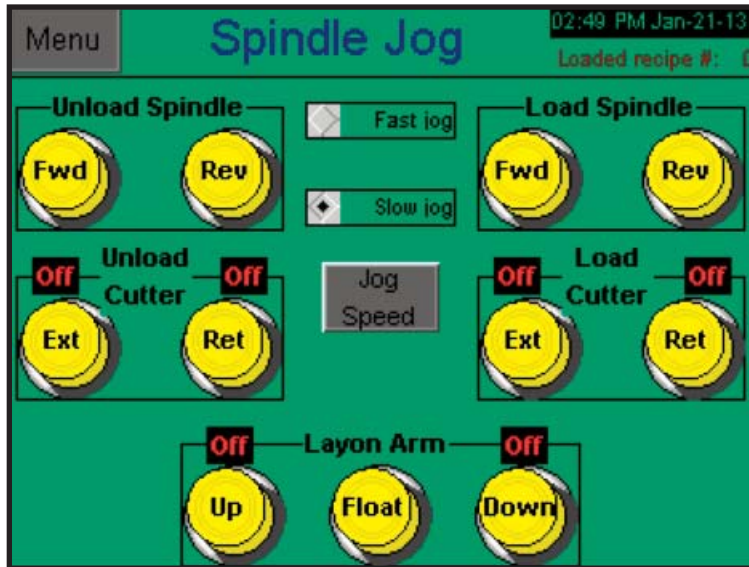 Menu
Spindle Jog
02:49 PM Jan-21-13
Loaded recipe #:
Unload Spindle
Fwd
Rev
Fast jog
Slow jog
Load Spindle
Fwd
Rev
Off
Unload
Cutter
Off
Ext
Ret
Jog
Speed
Off
Load
Cutter
Off
Ext
Ret
Off
Layon Arm
Off
Up
Float
Down